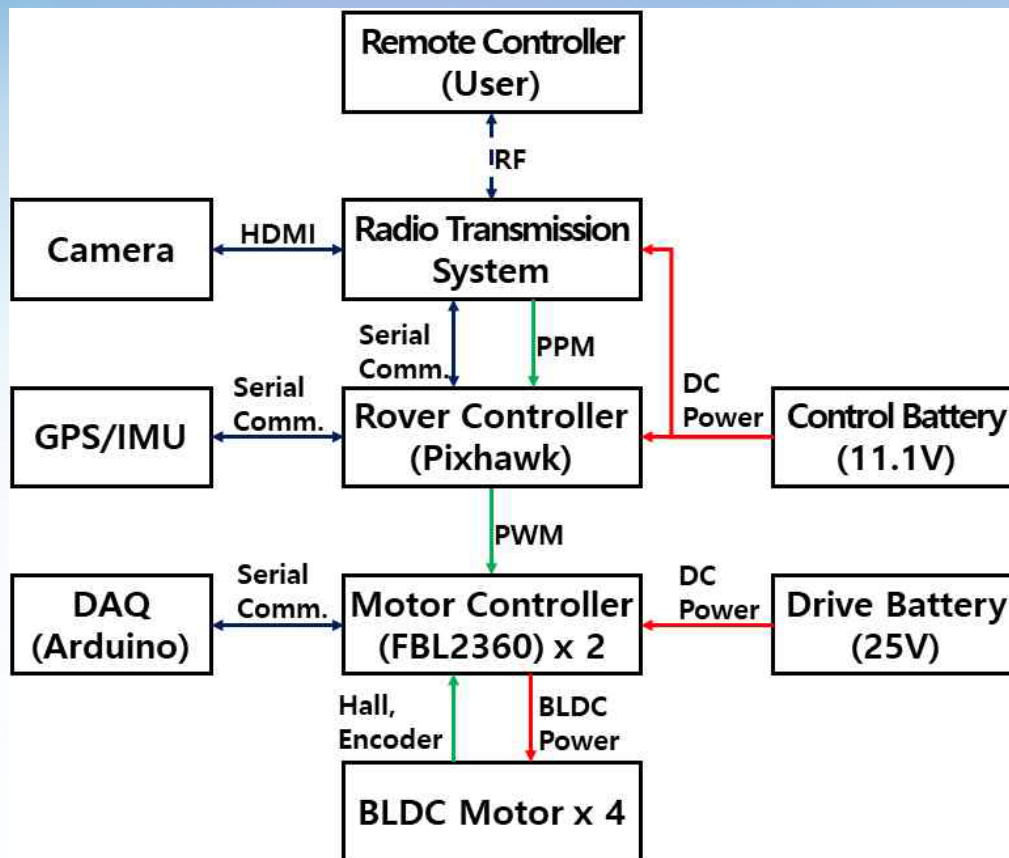 Remote Controller
(User)
RF
Camera
HDMI
Radio Transmission
System
Serial
Comm.
PPM
GPS/IMU
Serial
Comm.
Rover Controller
(Pixhawk)
DC
Power
Control Battery
(11.1V)
PWM
DAQ
(Arduino)
Serial
Comm.
Motor Controller
(FBL2360) x 2
DC
Power
Drive Battery
(25V)
Hall,
Encoder
BLDC
Power
BLDC Motor x 4